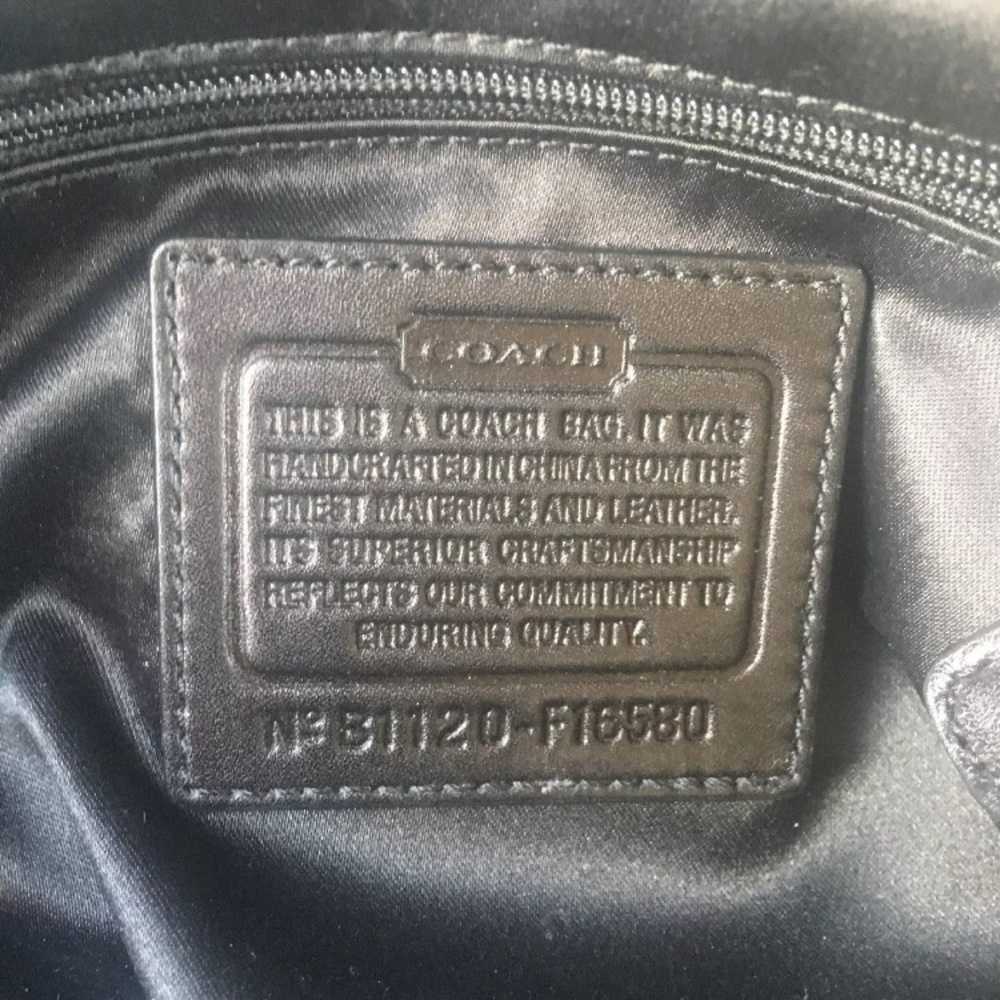 COACH
THIS IS A COACH BAG. IT WAS
HANDCRAFTED IN CHINA FROM THE
FINEST MATERIALS AND LEATHER.
ITS SUPERIOR CRAFTSMANSHIP
REFLECTS OUR COMMITMENT TO
ENDURING QUALITY.
Nº B1120-F16580